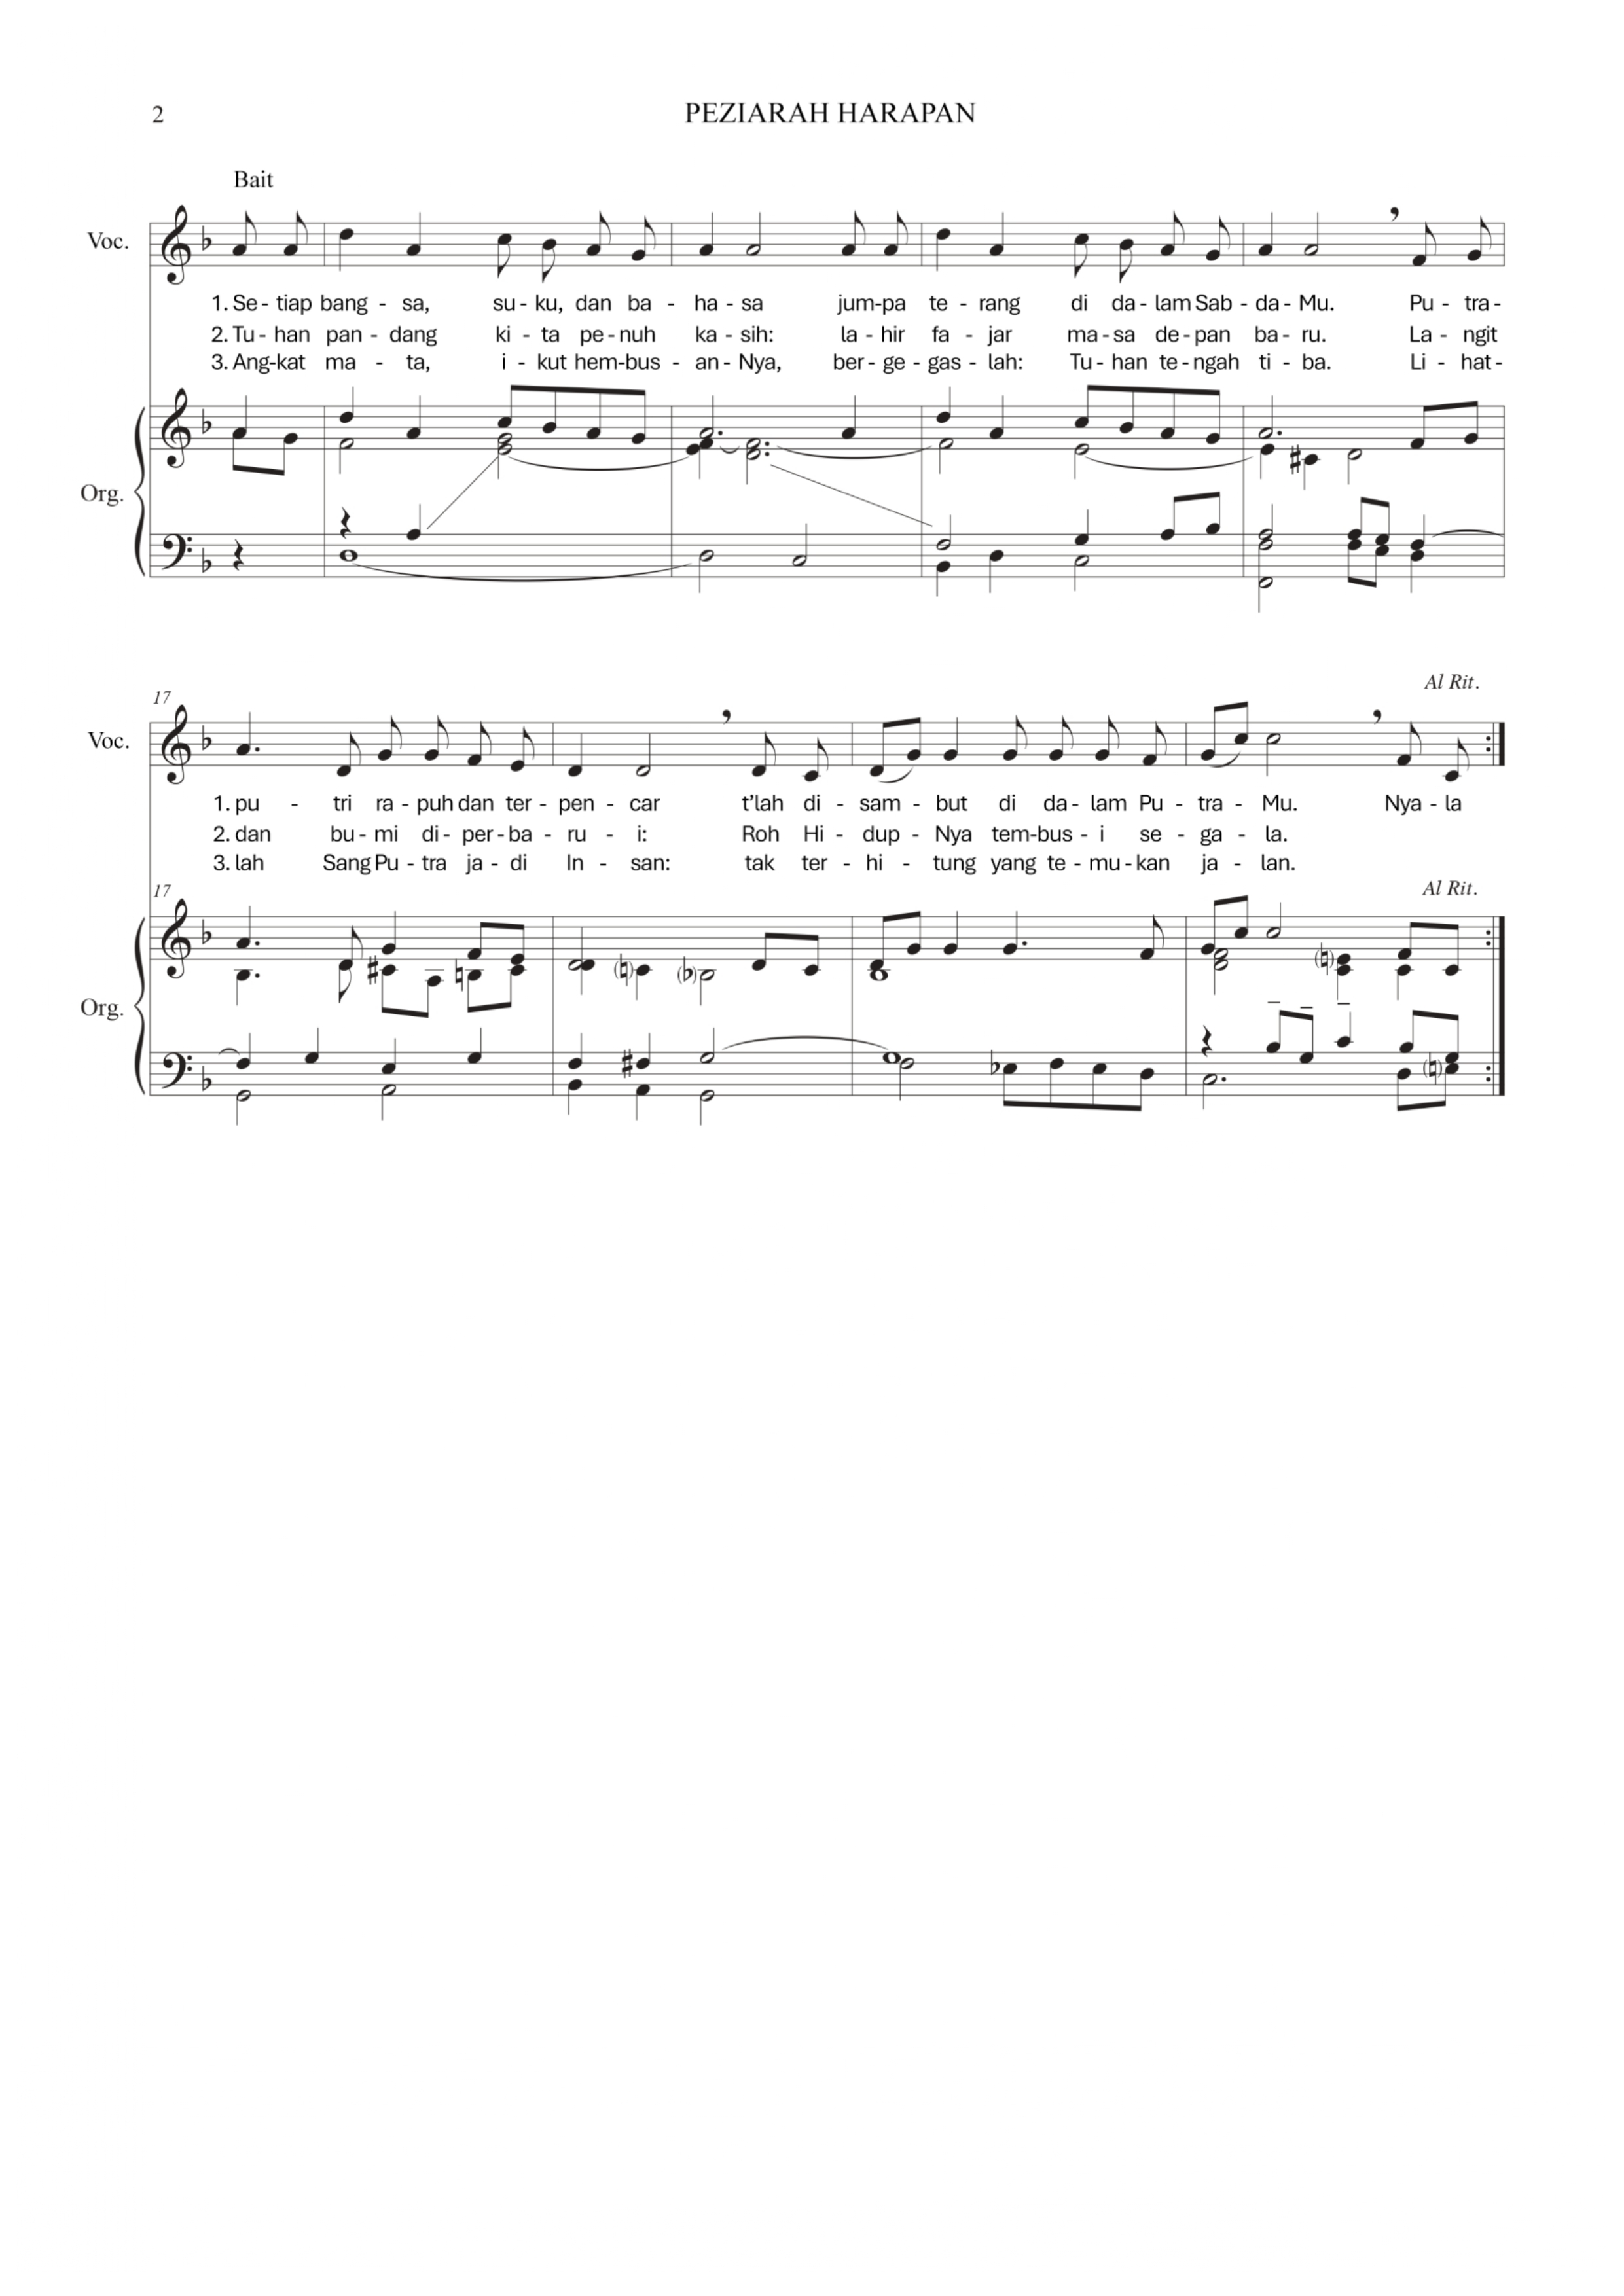 2
PEZIARAH HARAPAN
Bait
Voc.
1. Se - tiap bang - sa, su - ku, dan ba - ha - sa jum-pa te - rang di da - lam Sab - da - Mu. Pu - tra -
2. Tu - han pan - dang ki - ta pe - nuh ka - sih: la - hir fa - jar ma - sa de - pan ba - ru. La - ngit
3. Ang-kat ma - ta, i - kut hem-bus - an - Nya, ber - ge - gas - lah: Tu - han te - ngah ti - ba. Li - hat -
Org.
17
Al Rit.
Voc.
1. pu - tri ra - puh dan ter - pen - car t'lah di - sam - but di da - lam Pu - tra - Mu. Nya - la
2. dan bu - mi di - per - ba - ru - i: Roh Hi - dup - Nya tem-bus - i se - ga - la.
3. lah Sang Pu - tra ja - di In - san: tak ter - hi - tung yang te - mu - kan ja - lan.
17
Al Rit.
Org.